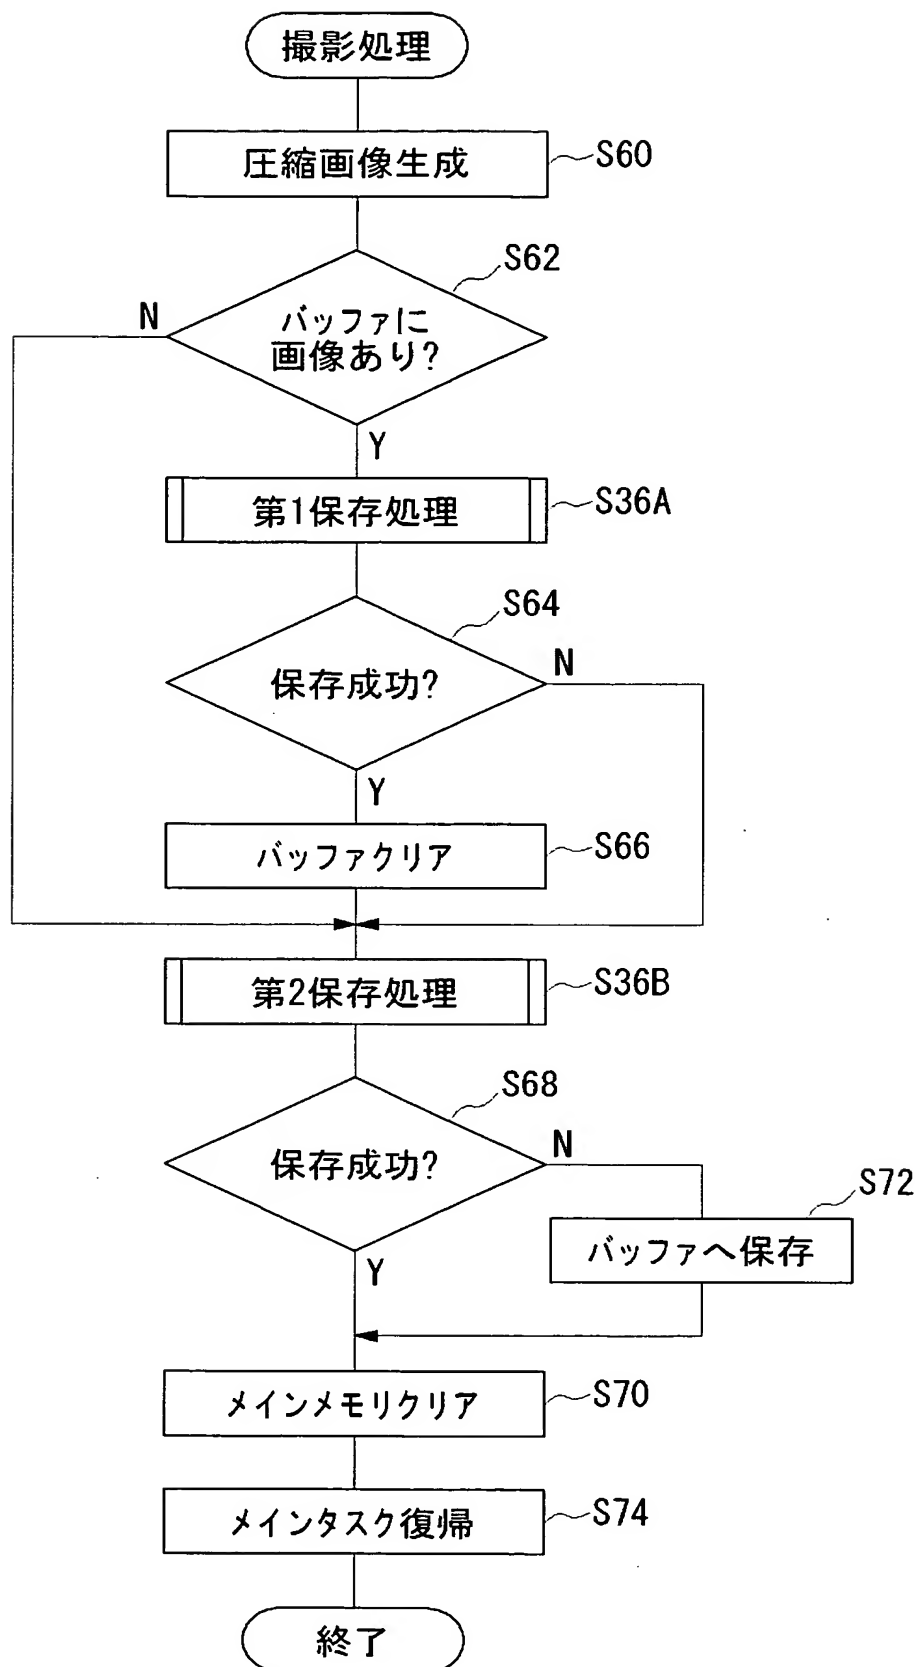 撮影処理
圧縮画像生成
S60
S62
バッファに
画像あり?
N
Y
第1保存処理
S36A
S64
保存成功?
N
Y
バッファクリア
S66
第2保存処理
S36B
S68
保存成功?
N
Y
S72
バッファへ保存
メインメモリクリア
S70
メインタスク復帰
S74
終了